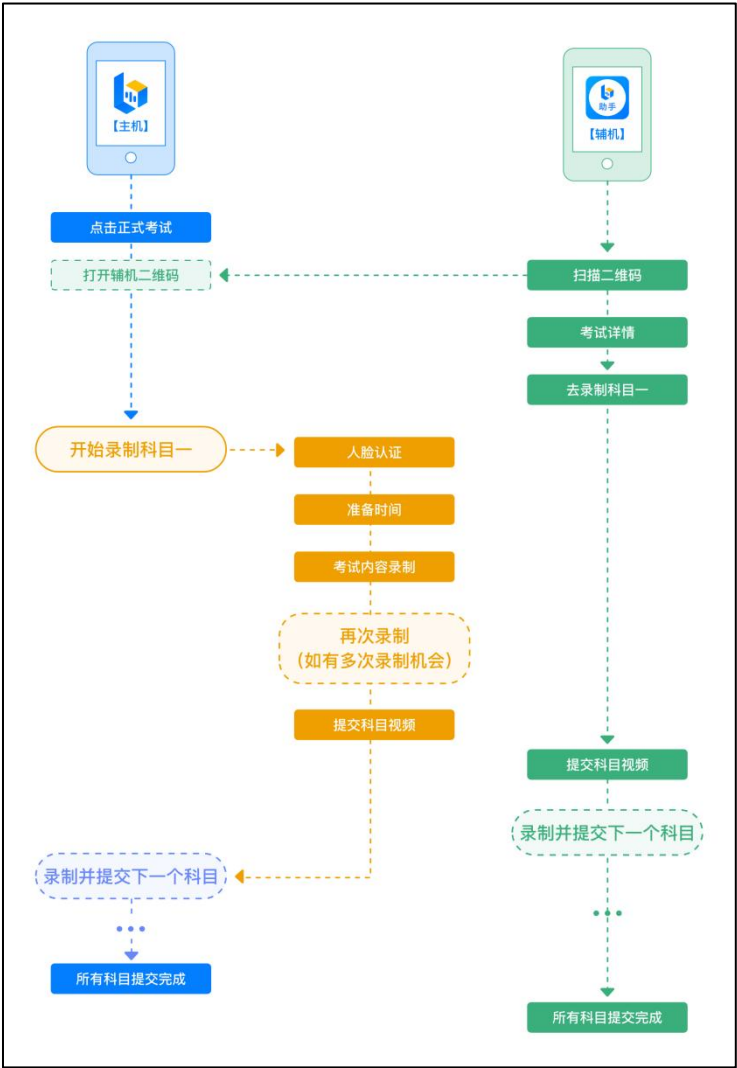 【主机】
助手
【辅机】
点击正式考试
打开辅机二维码
扫描二维码
考试详情
去录制科目一
开始录制科目一
人脸认证
准备时间
考试内容录制
再次录制
（如有多次录制机会）
提交科目视频
提交科目视频
录制并提交下一个科目
录制并提交下一个科目
所有科目提交完成
所有科目提交完成